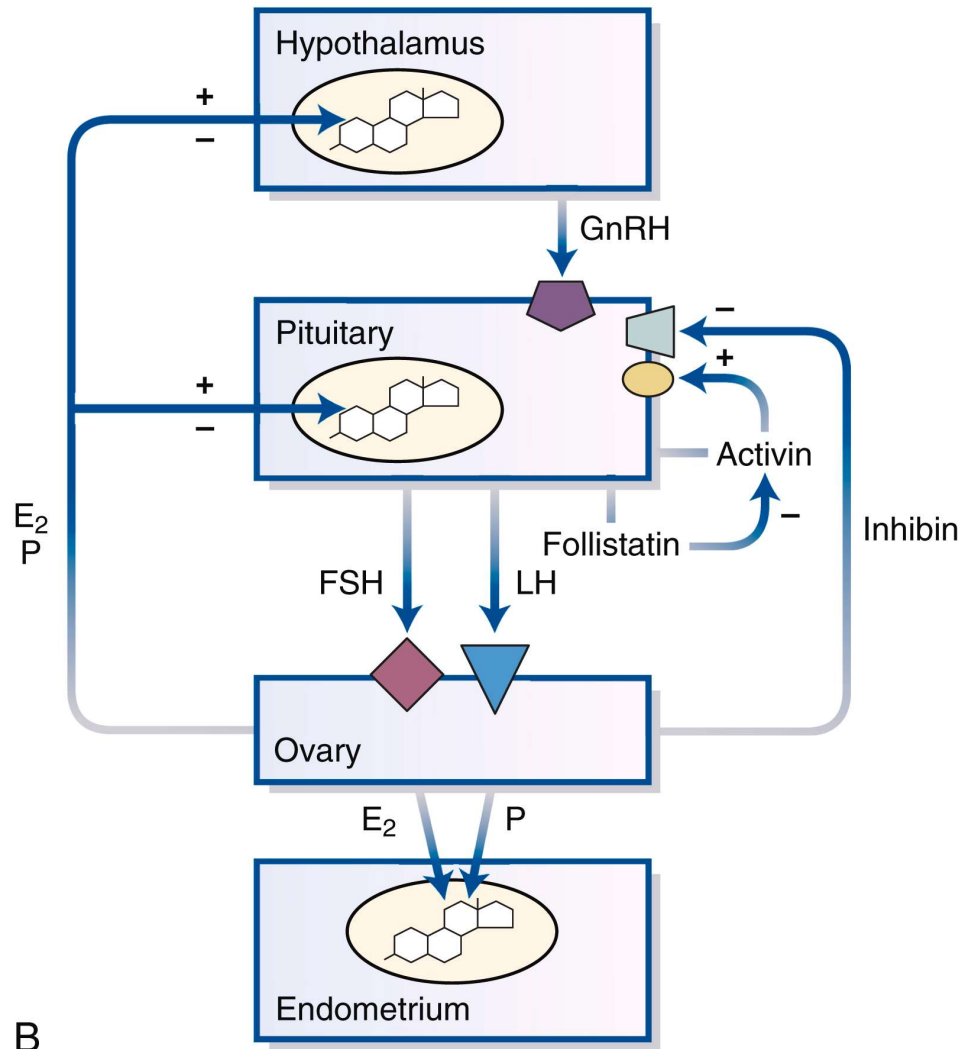 Hypothalamus
+
−
GnRH
Pituitary
−
+
+
−
Activin
E₂
P
−
Inhibin
Follistatin
FSH
LH
Ovary
E₂
P
Endometrium
B